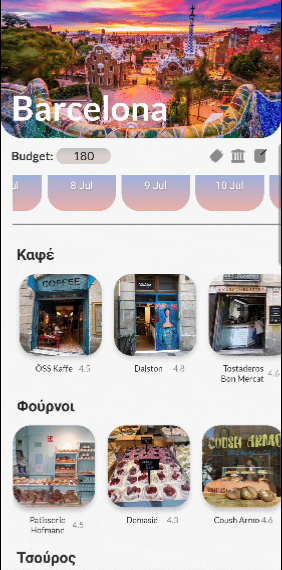 Barcelona
Budget: 180
ul 8 Jul 9 Jul 10 Jul
Καφέ
COFFEE
ÖSS Kaffe 4.5 Dalston 4.8 Tostaderos Bon Mercat 4.6
Φούρνοι
COUSH ARMO
Patisserie Hofmann 4.5 Demasié 4.3 Coush Armo 4.6
Τσούρος